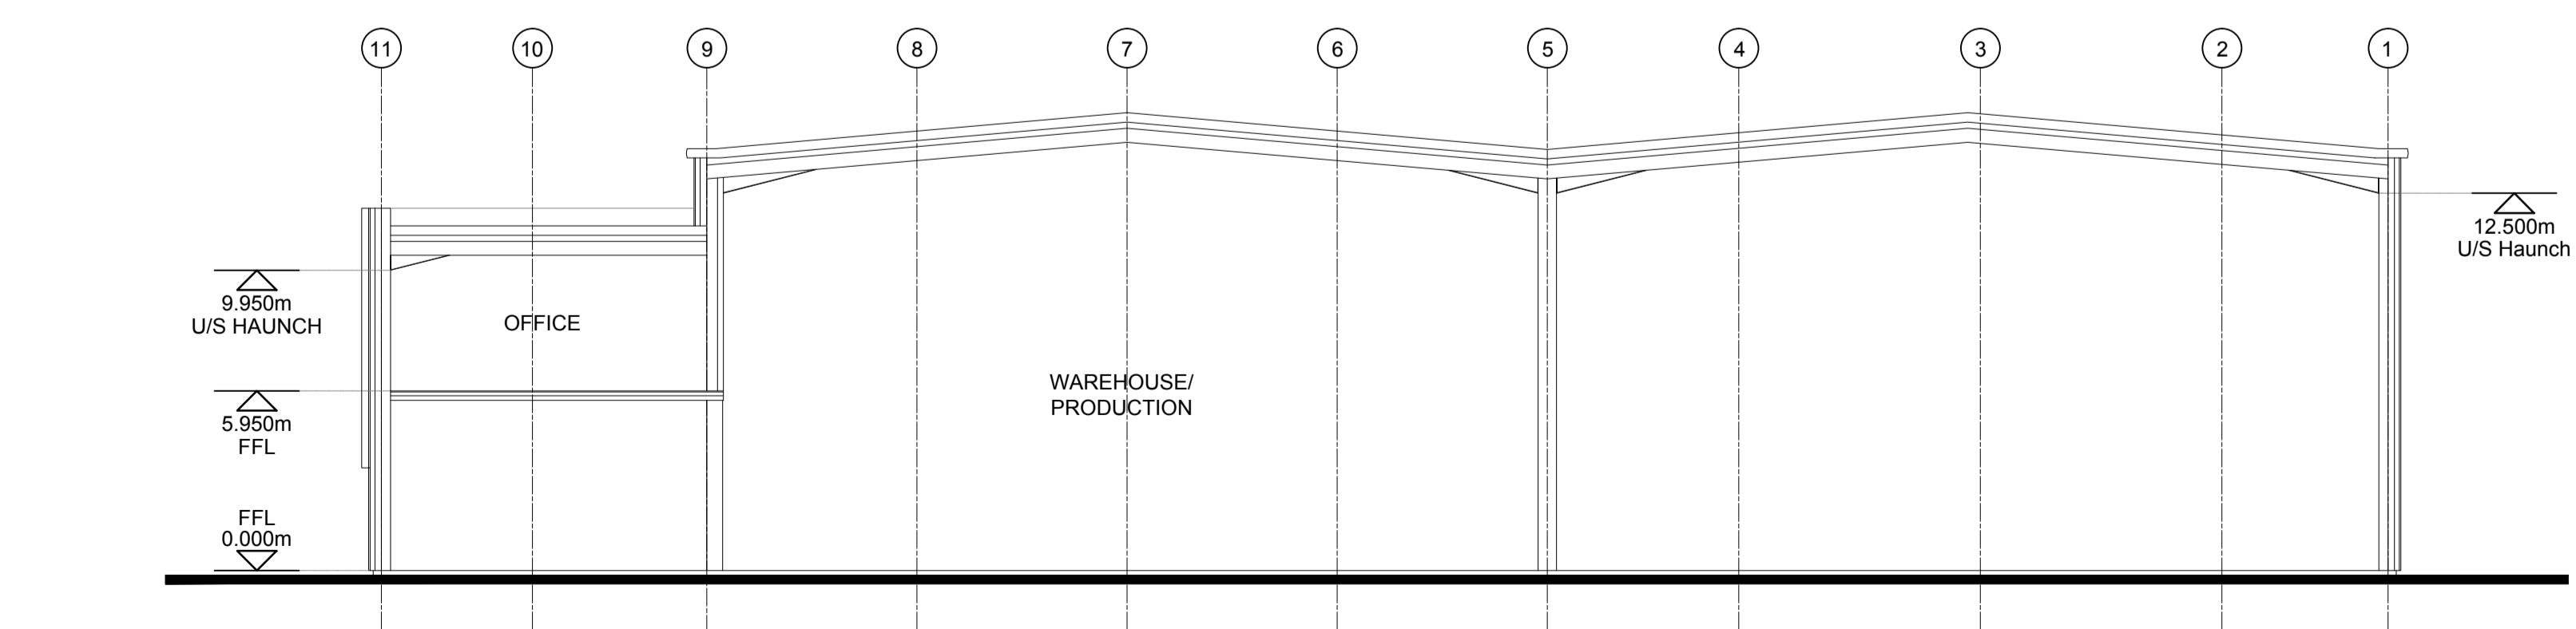 11
10
9
8
7
6
5
4
3
2
1
12.500m
U/S Haunch
9.950m
U/S HAUNCH
OFFICE
WAREHOUSE/
PRODUCTION
5.950m
FFL
FFL
0.000m